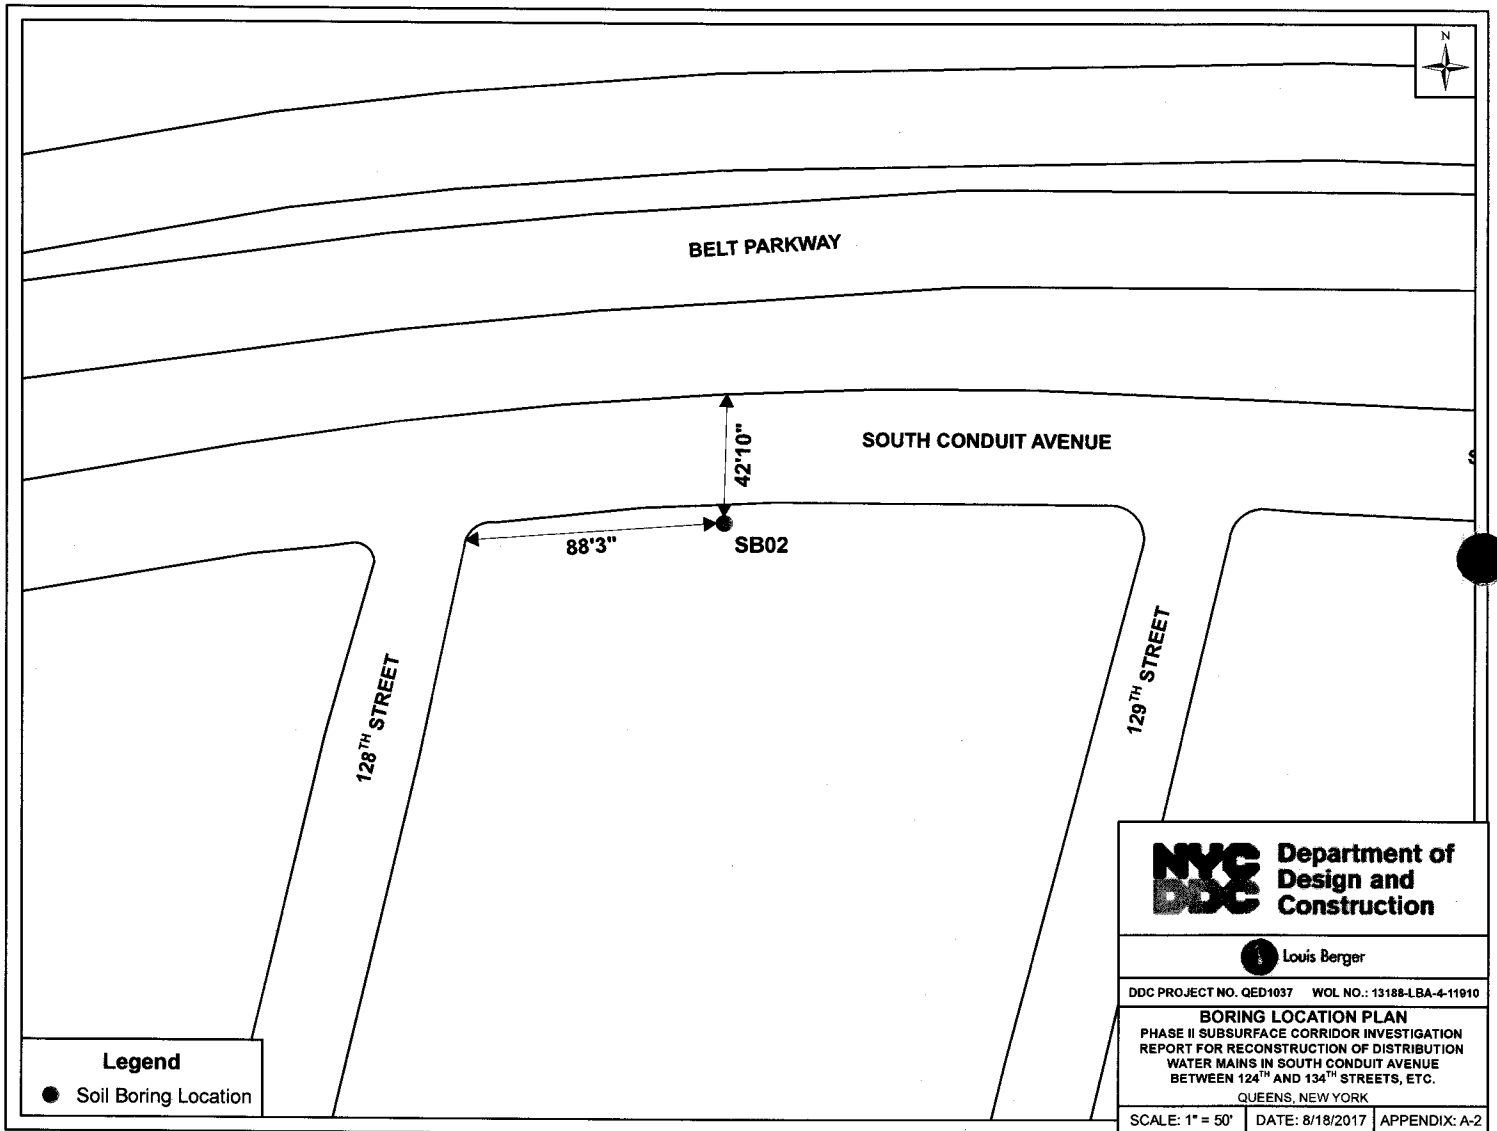 N
BELT PARKWAY
SOUTH CONDUIT AVENUE
42'10"
88'3"
SB02
128TH STREET
129TH STREET
NYC
DDC
Department of
Design and
Construction
Louis Berger
DDC PROJECT NO. QED1037 WOL NO.: 13188-LBA-4-11910
BORING LOCATION PLAN
PHASE II SUBSURFACE CORRIDOR INVESTIGATION
REPORT FOR RECONSTRUCTION OF DISTRIBUTION
WATER MAINS IN SOUTH CONDUIT AVENUE
BETWEEN 124TH AND 134TH STREETS, ETC.
QUEENS, NEW YORK
SCALE: 1" = 50' DATE: 8/18/2017 APPENDIX: A-2
Legend
Soil Boring Location